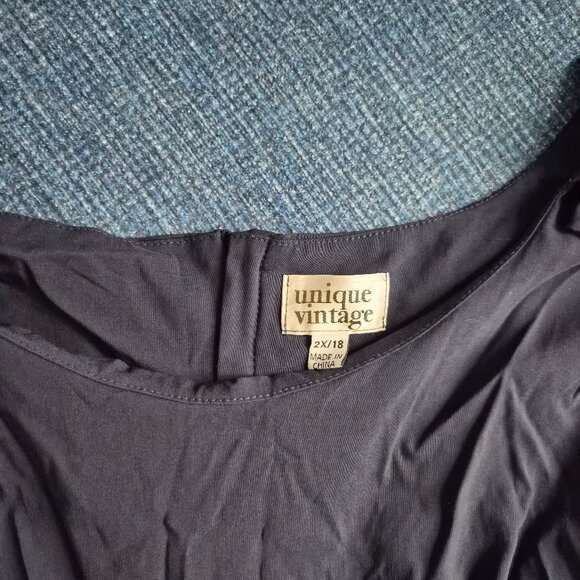 unique
vintage
2X/18
MADE IN
CHINA